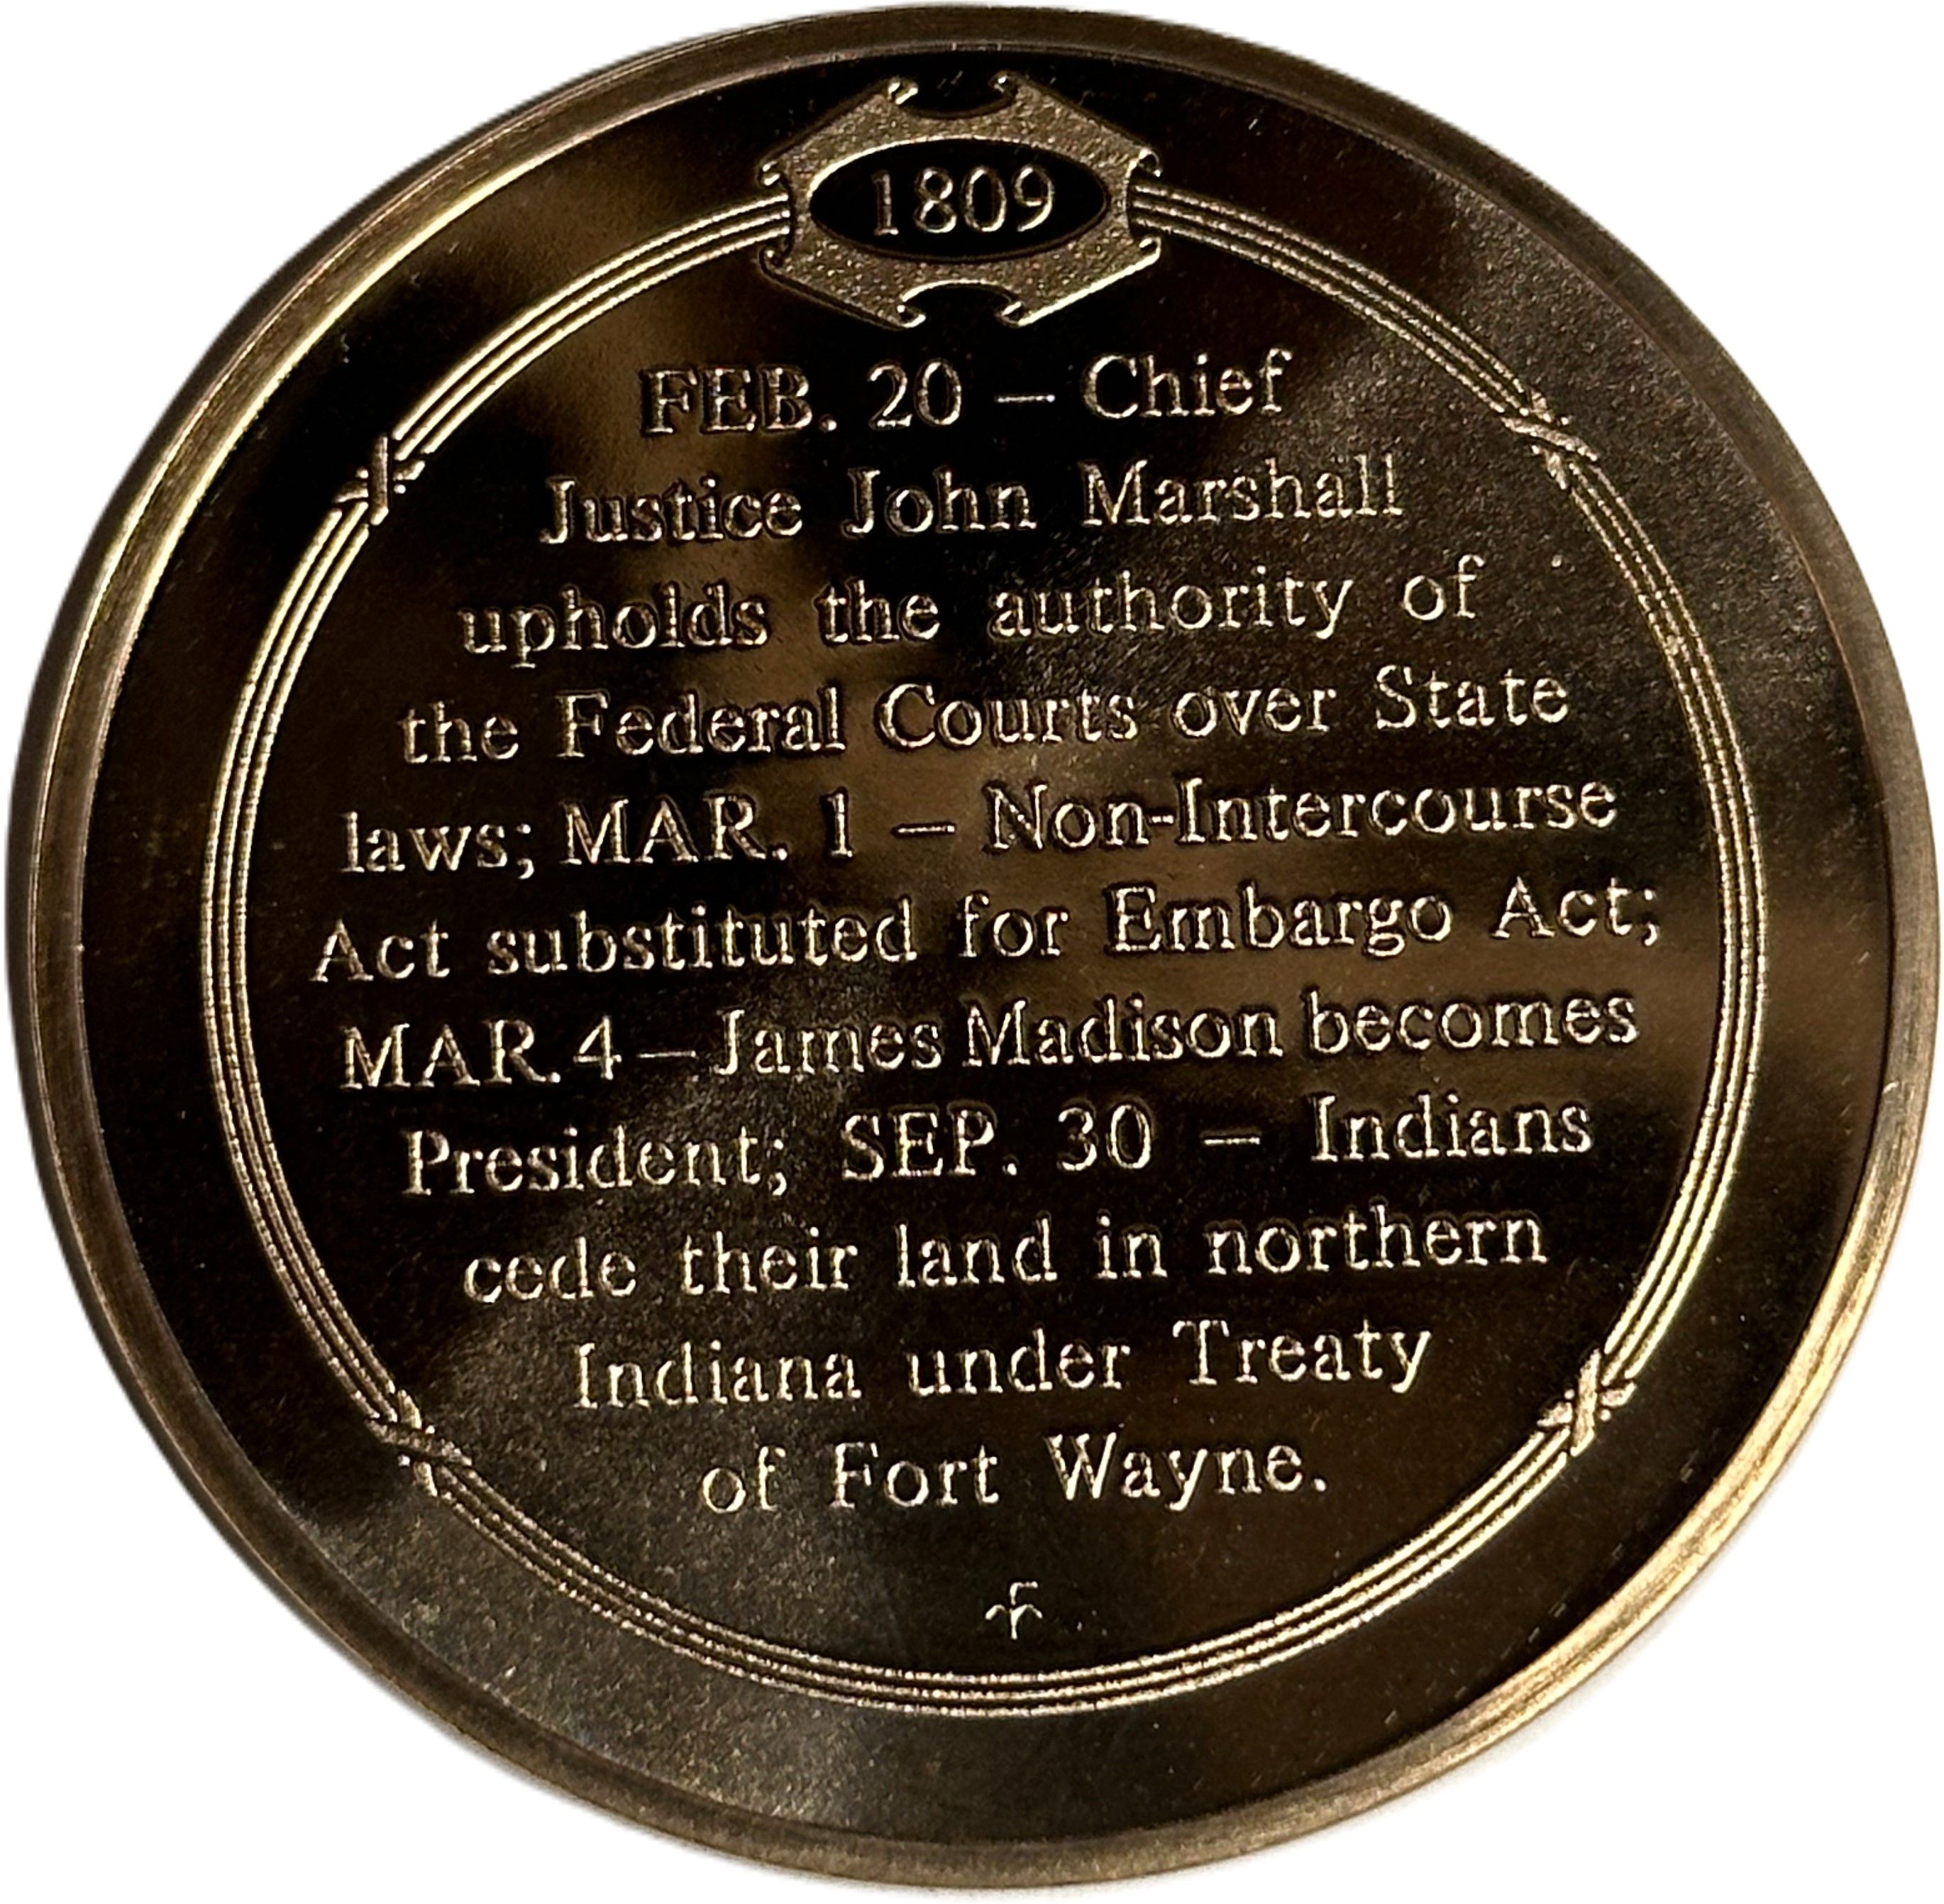 1809
FEB. 20 – Chief
Justice John Marshall
upholds the authority of
the Federal Courts over State
laws; MAR. 1 – Non-Intercourse
Act substituted for Embargo Act;
MAR. 4 – James Madison becomes
President; SEP. 30 – Indians
cede their land in northern
Indiana under Treaty
of Fort Wayne.